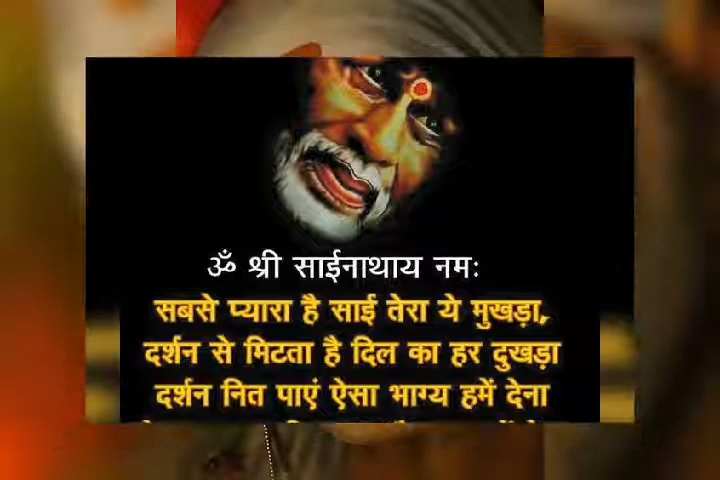 ॐ श्री साईनाथाय नमः
सबसे प्यारा है साई तेरा ये मुखड़ा,
दर्शन से मिटता है दिल का हर दुखड़ा
दर्शन नित पाएं ऐसा भाग्य हमें देना